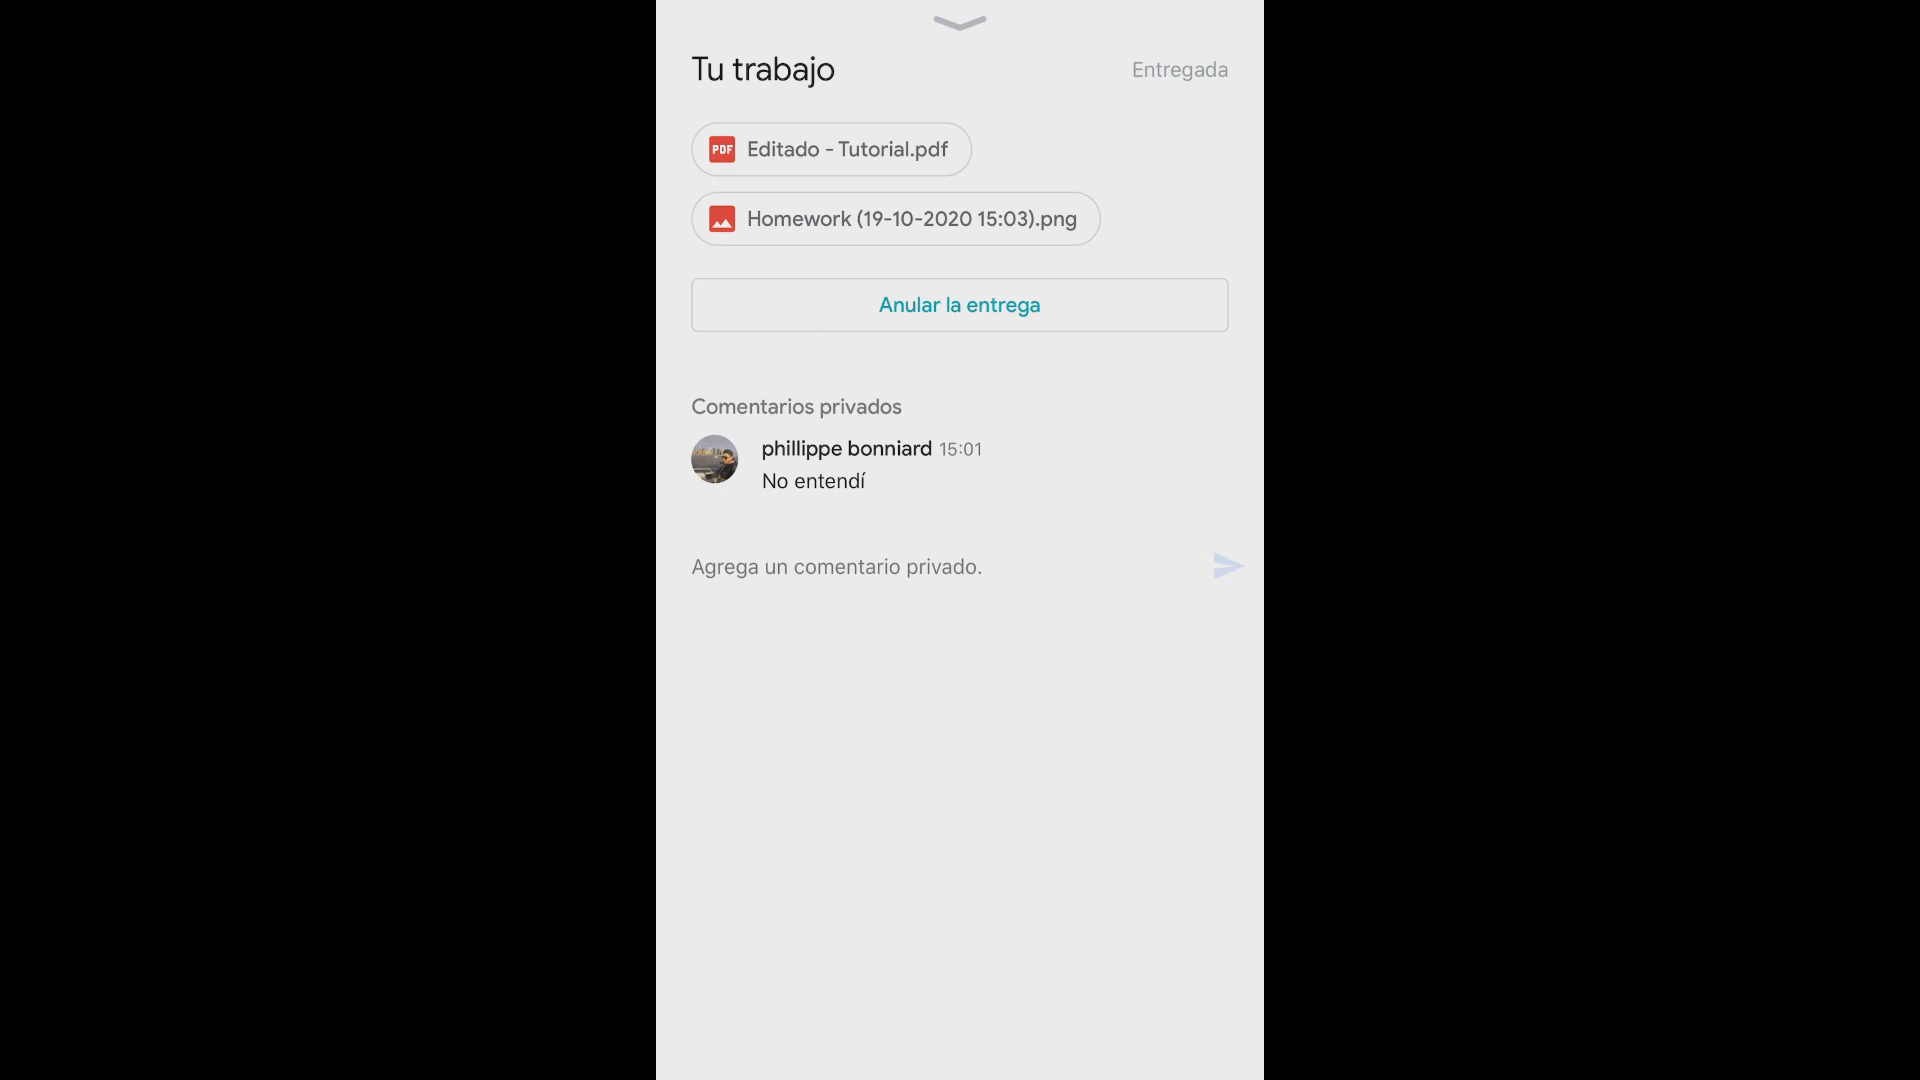 Tu trabajo
Entregada
PDF
Editado - Tutorial.pdf
Homework (19-10-2020 15:03).png
Anular la entrega
Comentarios privados
phillippe bonniard 15:01
No entendí
Agrega un comentario privado.